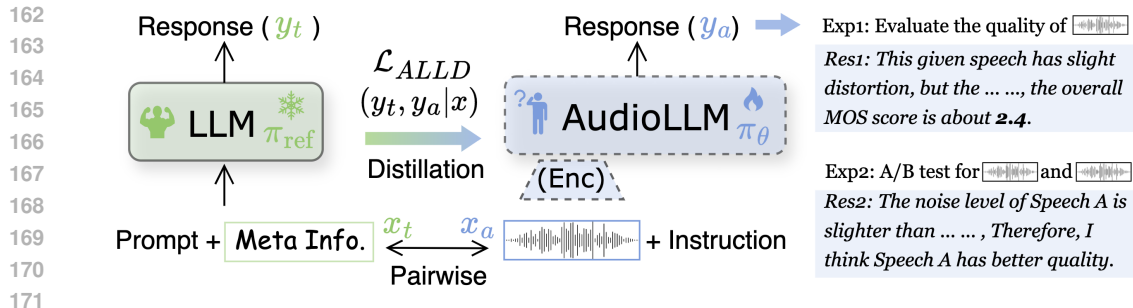 162
163
164
165
166
167
168
169
170
171
Response ( y_t )
LLM
π_ref
Prompt + Meta Info. x_t
L_ALLD
(y_t, y_a|x)
Distillation
Pairwise
Response ( y_a)
?
AudioLLM
π_θ
(Enc)
x_a + Instruction
Exp1: Evaluate the quality of
Res1: This given speech has slight
distortion, but the ... ..., the overall
MOS score is about 2.4.
Exp2: A/B test for and
Res2: The noise level of Speech A is
slighter than ... ... , Therefore, I
think Speech A has better quality.